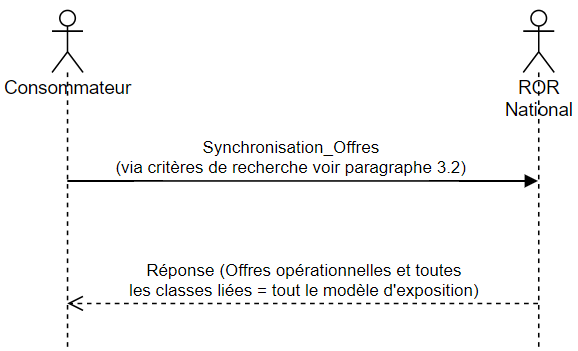 Consommateur
ROR
National
Synchronisation_Offres
(via critères de recherche voir paragraphe 3.2)
Réponse (Offres opérationnelles et toutes
les classes liées = tout le modèle d'exposition)